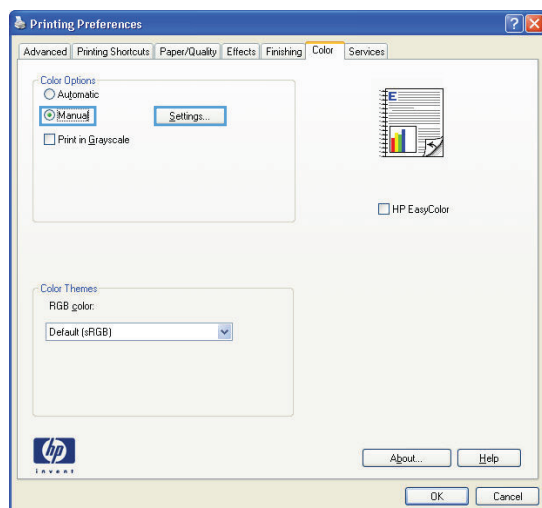 Printing Preferences
Advanced Printing Shortcuts Paper/Quality Effects Finishing Color Services
Color Options
Automatic
Manual Settings...
Print in Grayscale
E
HP EasyColor
Color Themes
RGB color:
Default (sRGB)
hp
invent
About... Help
OK Cancel